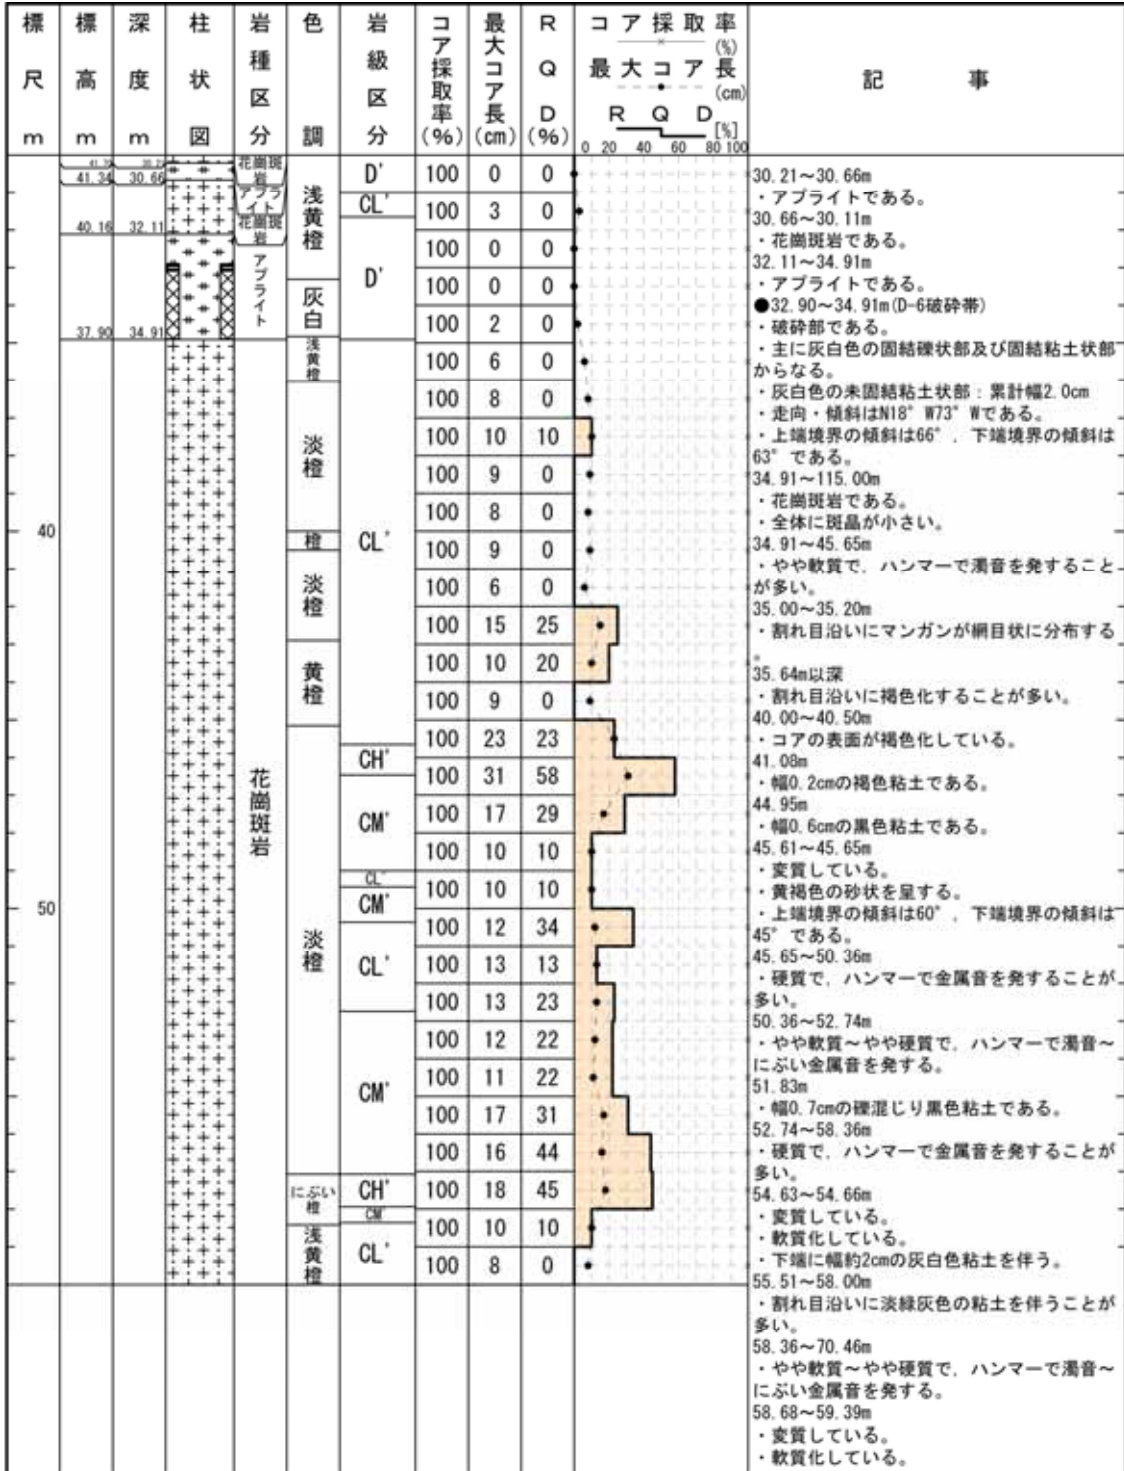 標尺 m
標高 m
深度 m
柱状図
岩種区分
色調
岩級区分
コア採取率(%)
最大コア長(cm)
RQD(%)
コア採取率
(%)
最大コア長
(cm)
RQD
[%]
0 20 40 60 80 100
記事
41.34 30.66
40.16 32.11
37.90 34.91
40
50
花崗斑岩
アプライト
花崗斑岩
アプライト
花崗斑岩
浅黄橙
灰白
浅黄橙
淡橙
橙
淡橙
黄橙
淡橙
にぶい橙
浅黄橙
D'
CL'
D'
CL'
CH'
CM'
CL'
CM'
CL'
CM'
CH'
CM'
CL'
100 0 0
100 3 0
100 0 0
100 0 0
100 2 0
100 6 0
100 8 0
100 10 10
100 9 0
100 8 0
100 9 0
100 6 0
100 15 25
100 10 20
100 9 0
100 23 23
100 31 58
100 17 29
100 10 10
100 10 10
100 12 34
100 13 13
100 13 23
100 12 22
100 11 22
100 17 31
100 16 44
100 18 45
100 10 10
100 8 0
30.21～30.66m
・アプライトである。
30.66～30.11m
・花崗斑岩である。
32.11～34.91m
・アプライトである。
●32.90～34.91m(D-6破砕帯)
・破砕部である。
・主に灰白色の固結礫状部及び固結粘土状部
からなる。
・灰白色の未固結粘土状部：累計幅2.0cm
・走向・傾斜はN18°W73°Wである。
・上端境界の傾斜は66°，下端境界の傾斜は
63°である。
34.91～115.00m
・花崗斑岩である。
・全体に斑晶が小さい。
34.91～45.65m
・やや軟質で，ハンマーで濁音を発すること
が多い。
35.00～35.20m
・割れ目沿いにマンガンが網目状に分布する
。
35.64m以深
・割れ目沿いに褐色化することが多い。
40.00～40.50m
・コアの表面が褐色化している。
41.08m
・幅0.2cmの褐色粘土である。
44.95m
・幅0.6cmの黒色粘土である。
45.61～45.65m
・変質している。
・黄褐色の砂状を呈する。
・上端境界の傾斜は60°，下端境界の傾斜は
45°である。
45.65～50.36m
・硬質で，ハンマーで金属音を発することが
多い。
50.36～52.74m
・やや軟質～やや硬質で，ハンマーで濁音～
にぶい金属音を発する。
51.83m
・幅0.7cmの礫混じり黒色粘土である。
52.74～58.36m
・硬質で，ハンマーで金属音を発することが
多い。
54.63～54.66m
・変質している。
・軟質化している。
・下端に幅約2cmの灰白色粘土を伴う。
55.51～58.00m
・割れ目沿いに淡緑灰色の粘土を伴うことが
多い。
58.36～70.46m
・やや軟質～やや硬質で，ハンマーで濁音～
にぶい金属音を発する。
58.68～59.39m
・変質している。
・軟質化している。